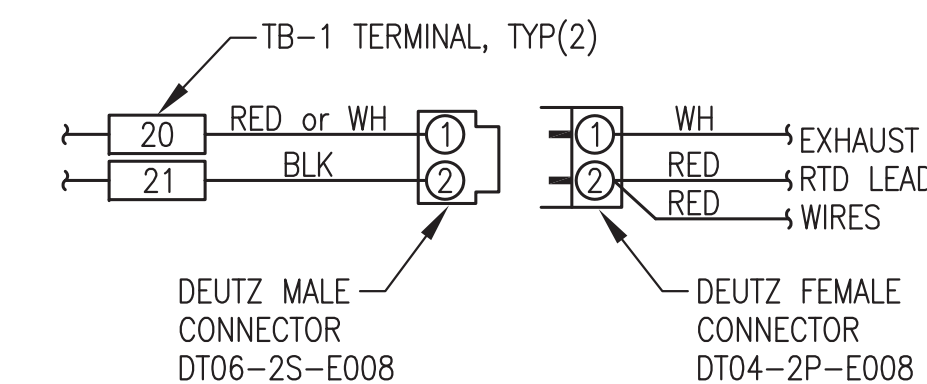 TB-1 TERMINAL, TYP(2)
20
RED or WH
1
21
BLK
2
1
WH
2
RED
RED
EXHAUST
RTD LEAD
WIRES
DEUTZ MALE
CONNECTOR
DT06-2S-E008
DEUTZ FEMALE
CONNECTOR
DT04-2P-E008